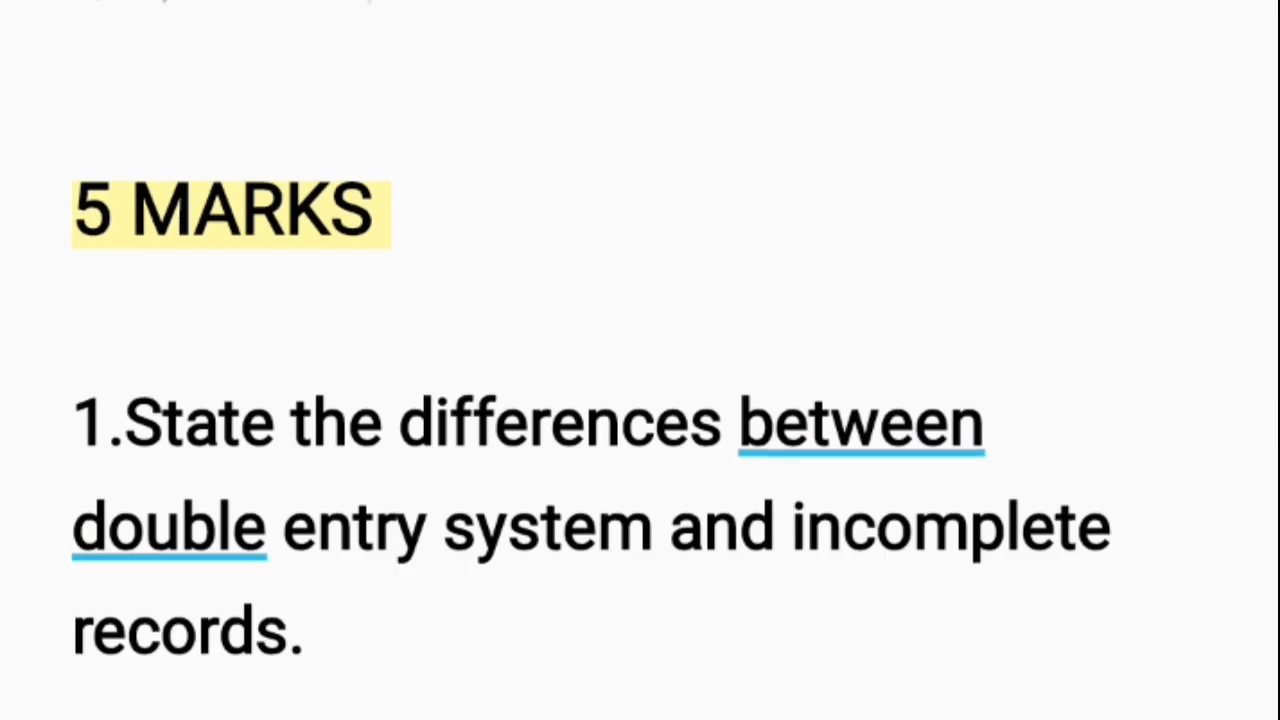 5 MARKS
1.State the differences between
double entry system and incomplete
records.